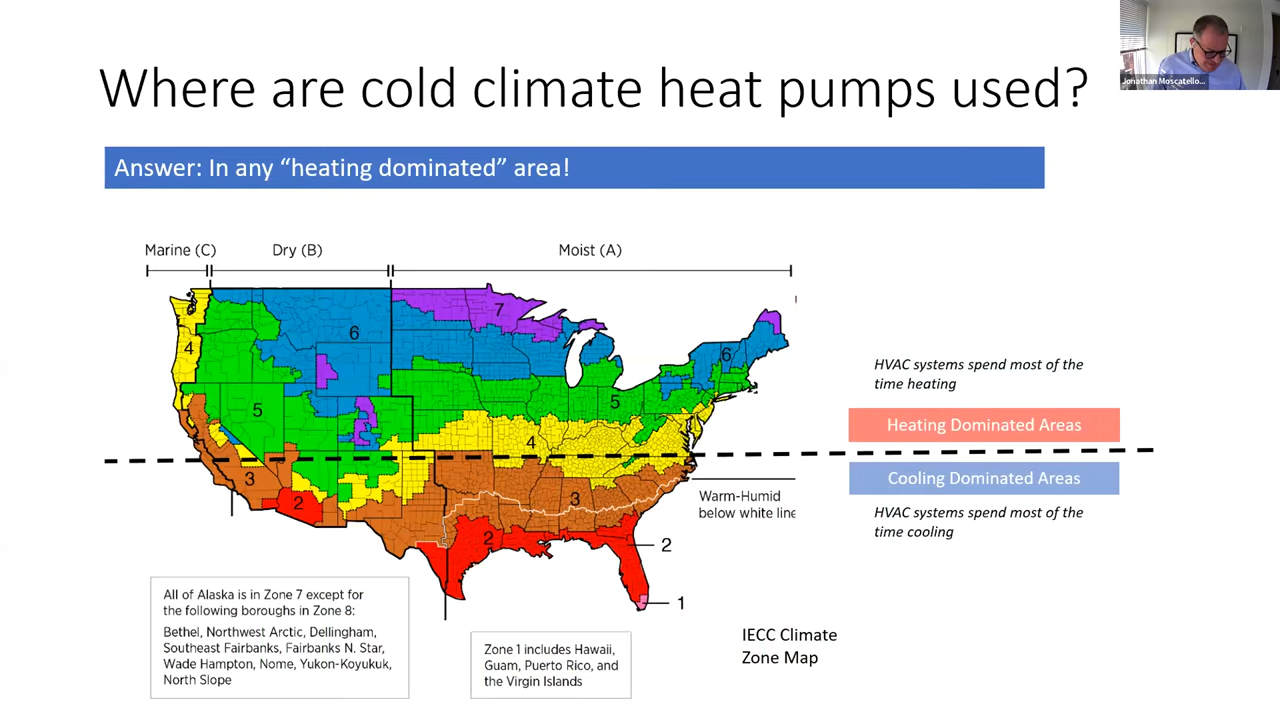 Where are cold climate heat pumps used?
Jonathan Moscatello...
Answer: In any “heating dominated” area!
Marine (C)
Dry (B)
Moist (A)
7
6
6
4
5
5
4
3
3
2
2
2
1
Warm-Humid
below white line
HVAC systems spend most of the
time heating
Heating Dominated Areas
Cooling Dominated Areas
HVAC systems spend most of the
time cooling
All of Alaska is in Zone 7 except for
the following boroughs in Zone 8:
Bethel, Northwest Arctic, Dellingham,
Southeast Fairbanks, Fairbanks N. Star,
Wade Hampton, Nome, Yukon-Koyukuk,
North Slope
Zone 1 includes Hawaii,
Guam, Puerto Rico, and
the Virgin Islands
IECC Climate
Zone Map